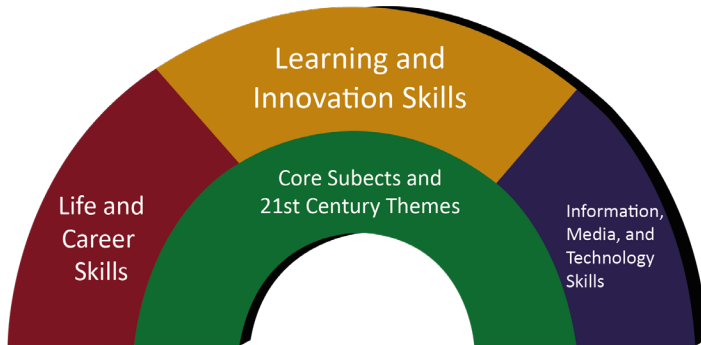 Learning and
Innovation Skills
Core Subects and
21st Century Themes
Life and
Career
Skills
Information,
Media, and
Technology
Skills